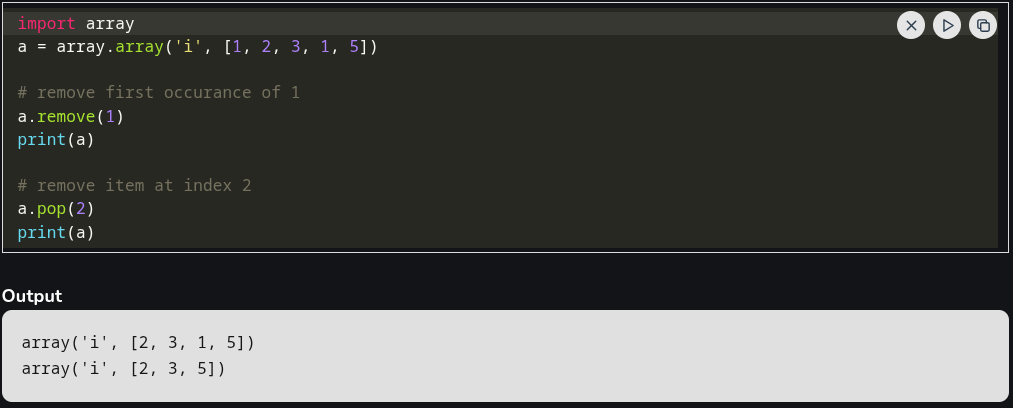 import array
a = array.array('i', [1, 2, 3, 1, 5])
# remove first occurance of 1
a.remove(1)
print(a)
# remove item at index 2
a.pop(2)
print(a)
Output
array('i', [2, 3, 1, 5])
array('i', [2, 3, 5])